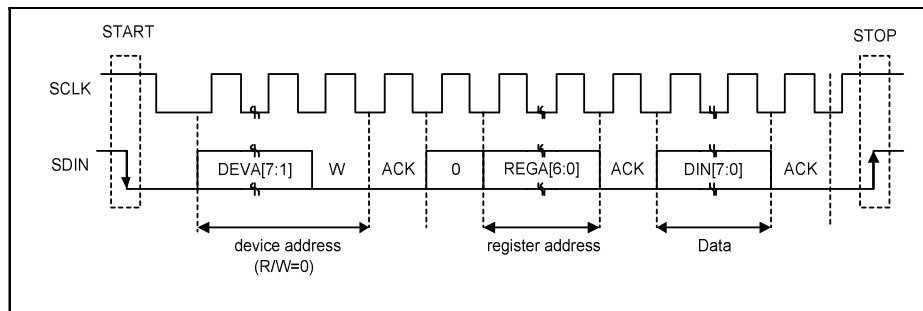 START
STOP
SCLK
SDIN
DEVA[7:1]
W
ACK
0
REGA[6:0]
ACK
DIN[7:0]
ACK
device address
(R/W=0)
register address
Data